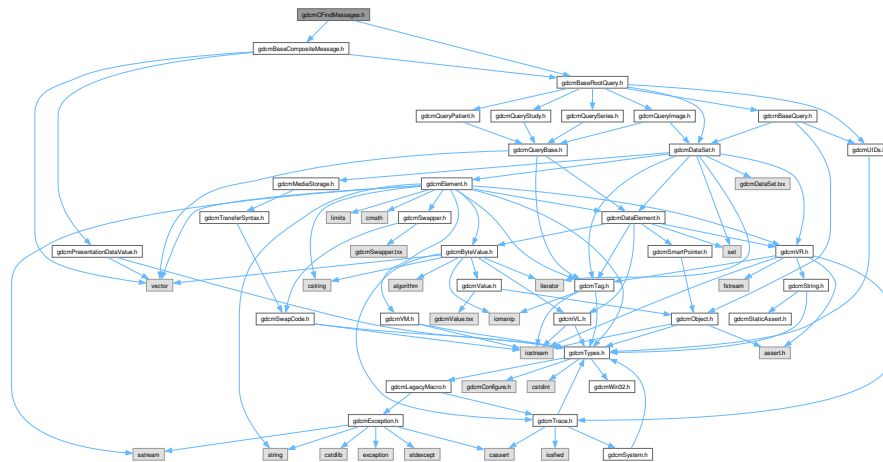 gdcmCFindMessages.h
gdcmBaseCompositeMessage.h
gdcmBaseRootQuery.h
gdcmQueryPatient.h
gdcmQueryStudy.h
gdcmQuerySeries.h
gdcmQueryImage.h
gdcmBaseQuery.h
gdcmQueryBase.h
gdcmDataSet.h
gdcmUIDs.h
gdcmMediaStorage.h
gdcmElement.h
gdcmDataSet.txx
gdcmTransferSyntax.h
limits
cmath
gdcmSwapper.h
gdcmDataElement.h
gdcmPresentationDataValue.h
gdcmSwapper.txx
gdcmByteValue.h
gdcmSmartPointer.h
set
gdcmVR.h
vector
cstring
algorithm
gdcmValue.h
iterator
gdcmTag.h
fstream
gdcmString.h
gdcmSwapCode.h
gdcmVM.h
gdcmValue.txx
iomanip
gdcmVL.h
gdcmObject.h
gdcmStaticAssert.h
iostream
gdcmTypes.h
assert.h
gdcmLegacyMacro.h
gdcmConfigure.h
cstdint
gdcmWin32.h
gdcmException.h
gdcmTrace.h
sstream
string
cstdlib
exception
stdexcept
cassert
iosfwd
gdcmSystem.h